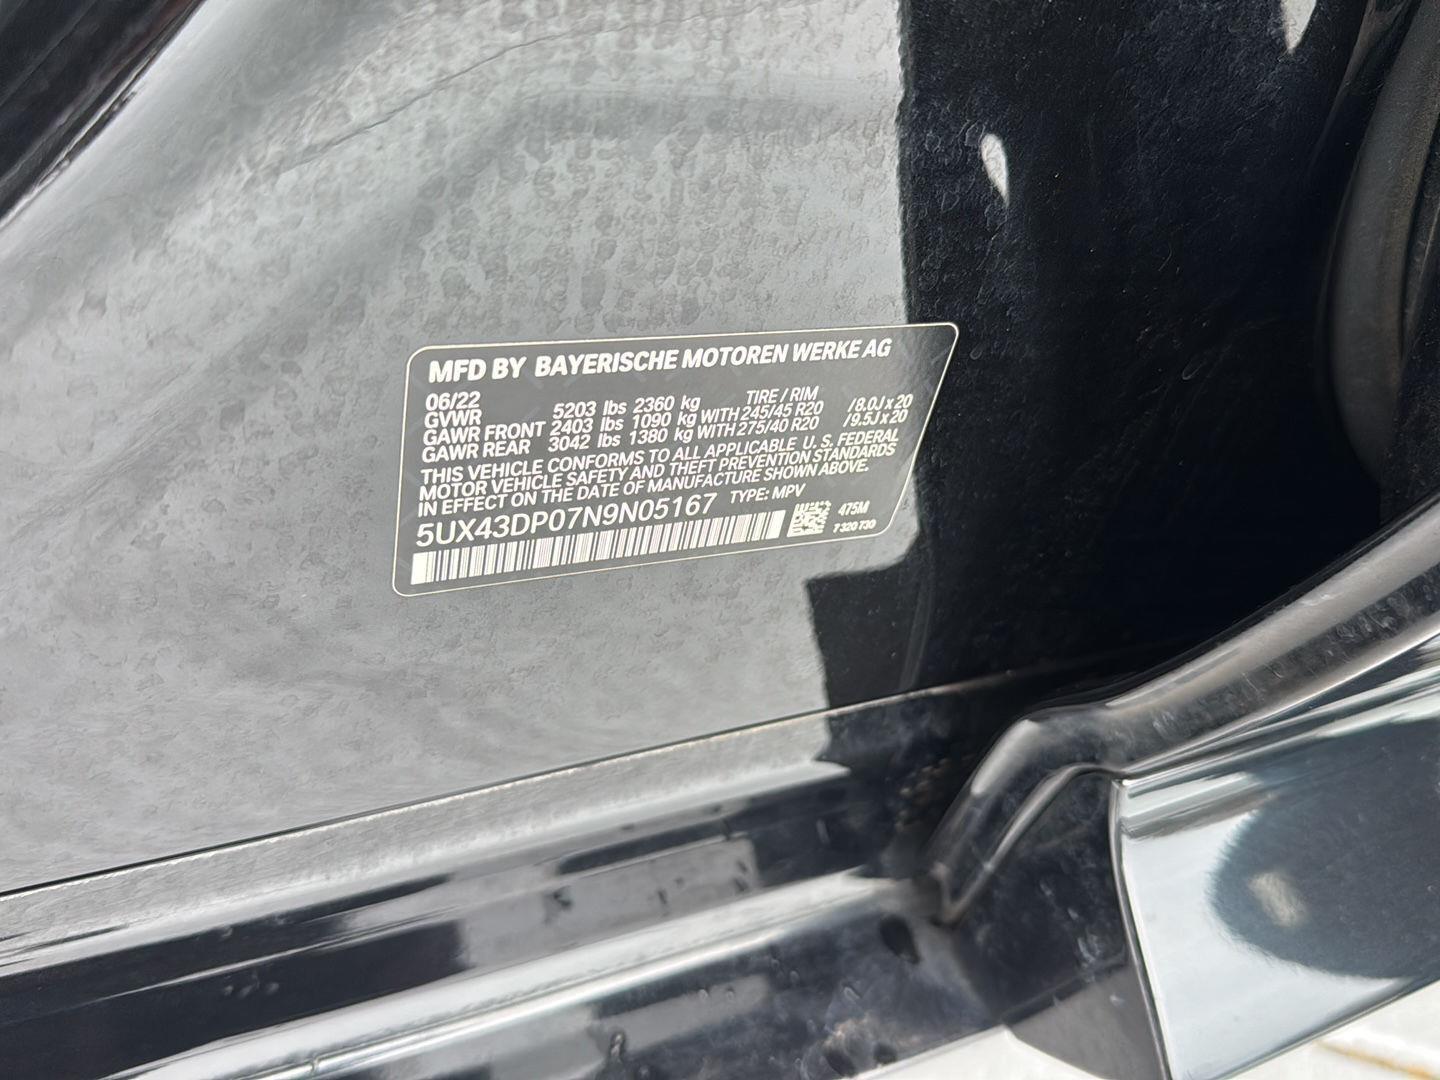 MFD BY BAYERISCHE MOTOREN WERKE AG
06/22 TIRE / RIM
GVWR 5203 lbs 2360 kg
GAWR FRONT 2403 lbs 1090 kg WITH 245/45 R20 /8.0J x 20
GAWR REAR 3042 lbs 1380 kg WITH 275/40 R20 /9.5J x 20
THIS VEHICLE CONFORMS TO ALL APPLICABLE U. S. FEDERAL
MOTOR VEHICLE SAFETY AND THEFT PREVENTION STANDARDS
IN EFFECT ON THE DATE OF MANUFACTURE SHOWN ABOVE.
5UX43DP07N9N05167 TYPE: MPV
475M
7 320 730